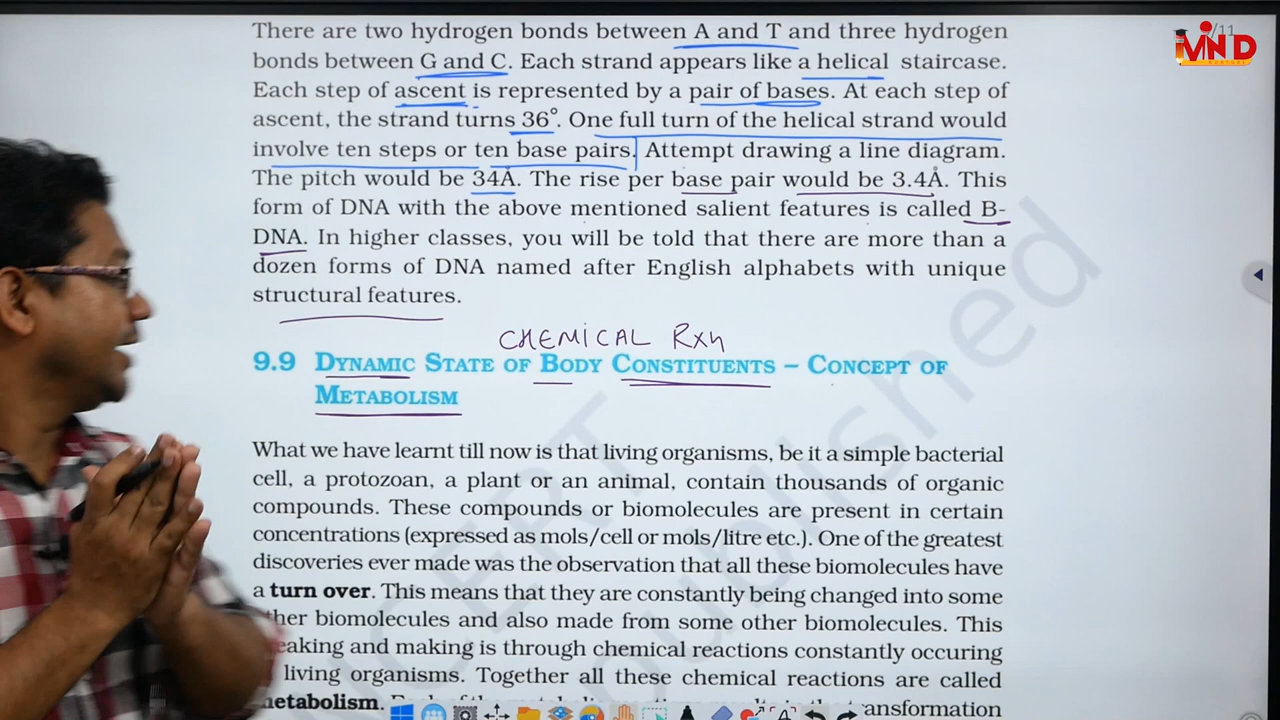 There are two hydrogen bonds between A and T and three hydrogen
bonds between G and C. Each strand appears like a helical staircase.
Each step of ascent is represented by a pair of bases. At each step of
ascent, the strand turns 36°. One full turn of the helical strand would
involve ten steps or ten base pairs. Attempt drawing a line diagram.
The pitch would be 34Å. The rise per base pair would be 3.4Å. This
form of DNA with the above mentioned salient features is called B-
DNA. In higher classes, you will be told that there are more than a
dozen forms of DNA named after English alphabets with unique
structural features.
CHEMICAL Rxn
9.9 DYNAMIC STATE OF BODY CONSTITUENTS – CONCEPT OF
METABOLISM
What we have learnt till now is that living organisms, be it a simple bacterial
cell, a protozoan, a plant or an animal, contain thousands of organic
compounds. These compounds or biomolecules are present in certain
concentrations (expressed as mols/cell or mols/litre etc.). One of the greatest
discoveries ever made was the observation that all these biomolecules have
a turn over. This means that they are constantly being changed into some
ther biomolecules and also made from some other biomolecules. This
eaking and making is through chemical reactions constantly occuring
living organisms. Together all these chemical reactions are called
etabolism.
ansformation
MIND
/11
NCERT